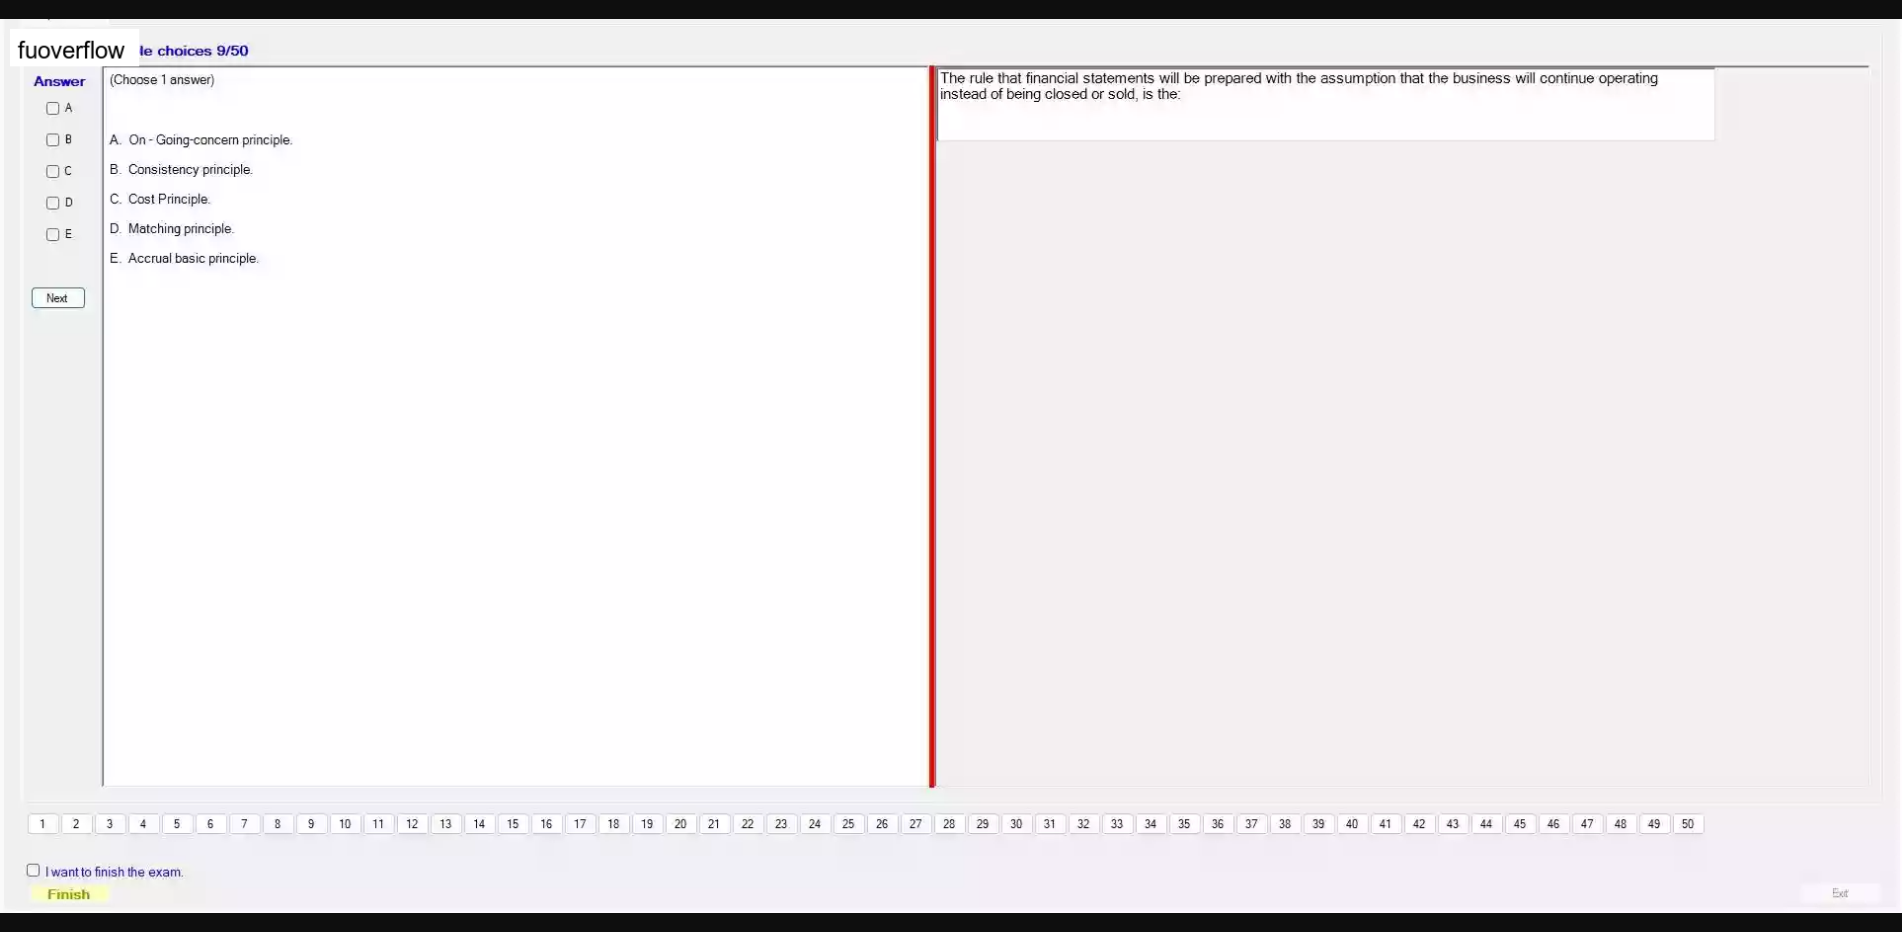 fuoverflow
le choices 9/50
Answer
(Choose 1 answer)
A
B
C
D
E
A. On - Going-concern principle.
B. Consistency principle.
C. Cost Principle.
D. Matching principle.
E. Accrual basic principle.
Next
The rule that financial statements will be prepared with the assumption that the business will continue operating
instead of being closed or sold, is the:
1 2 3 4 5 6 7 8 9 10 11 12 13 14 15 16 17 18 19 20 21 22 23 24 25 26 27 28 29 30 31 32 33 34 35 36 37 38 39 40 41 42 43 44 45 46 47 48 49 50
I want to finish the exam.
Finish
Exit